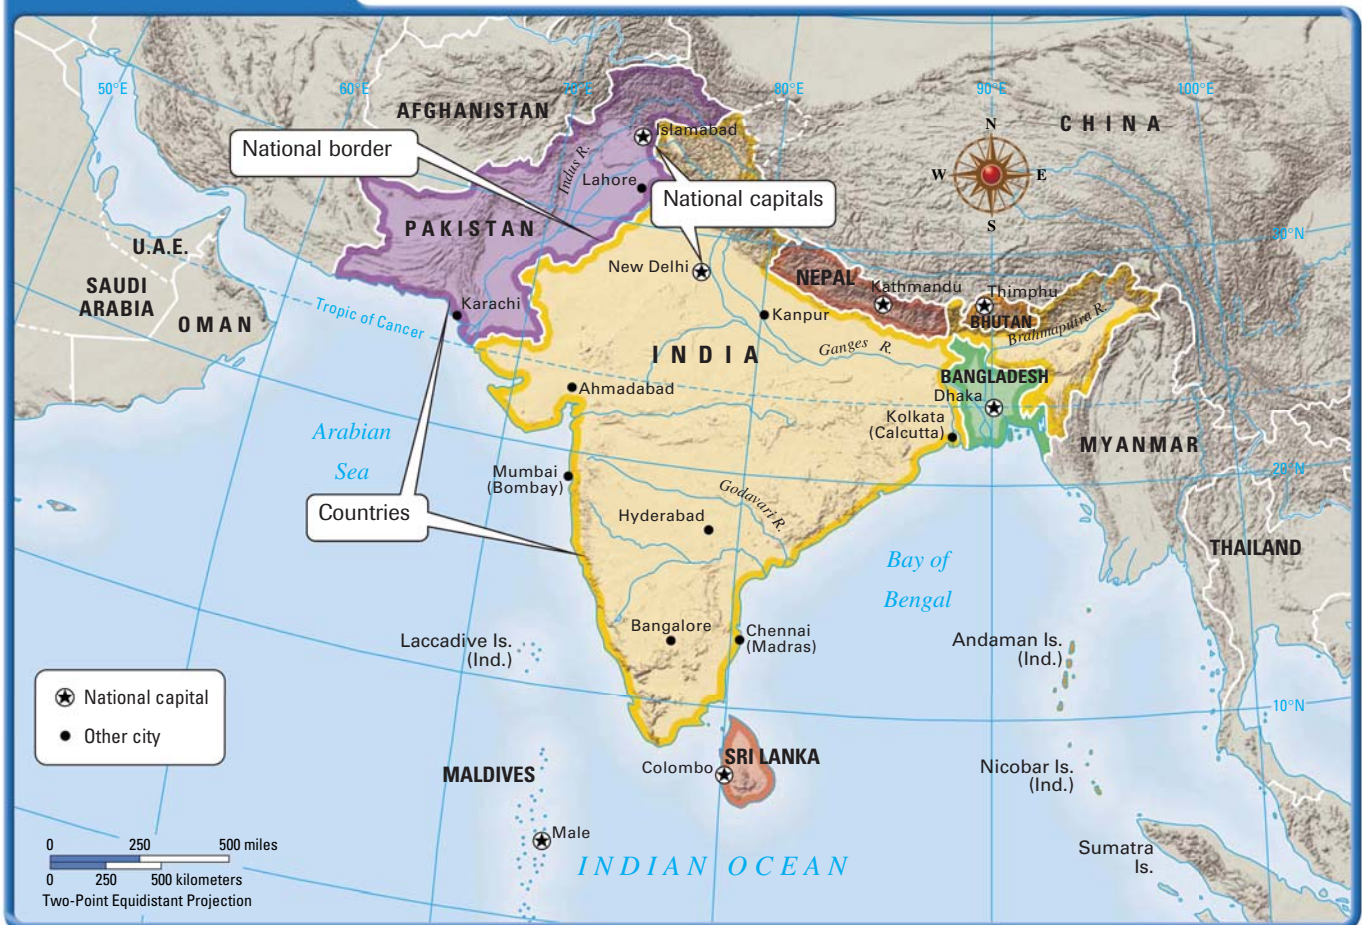 50°E
60°E
70°E
80°E
90°E
100°E
AFGHANISTAN
CHINA
N
W
E
S
Islamabad
National border
Indus R.
Lahore
National capitals
PAKISTAN
30°N
U.A.E.
New Delhi
NEPAL
Kathmandu
Thimphu
SAUDI
ARABIA
OMAN
Karachi
Tropic of Cancer
Kanpur
BHUTAN
Brahmaputra R.
INDIA
Ganges R.
BANGLADESH
Ahmadabad
Dhaka
Kolkata
(Calcutta)
MYANMAR
Arabian
Sea
Mumbai
(Bombay)
20°N
Godavari R.
Countries
Hyderabad
THAILAND
Bay of
Bengal
Bangalore
Chennai
(Madras)
Laccadive Is.
(Ind.)
Andaman Is.
(Ind.)
National capital
Other city
10°N
SRI LANKA
Colombo
MALDIVES
Nicobar Is.
(Ind.)
Male
INDIAN OCEAN
Sumatra
Is.
0 250 500 miles
0 250 500 kilometers
Two-Point Equidistant Projection